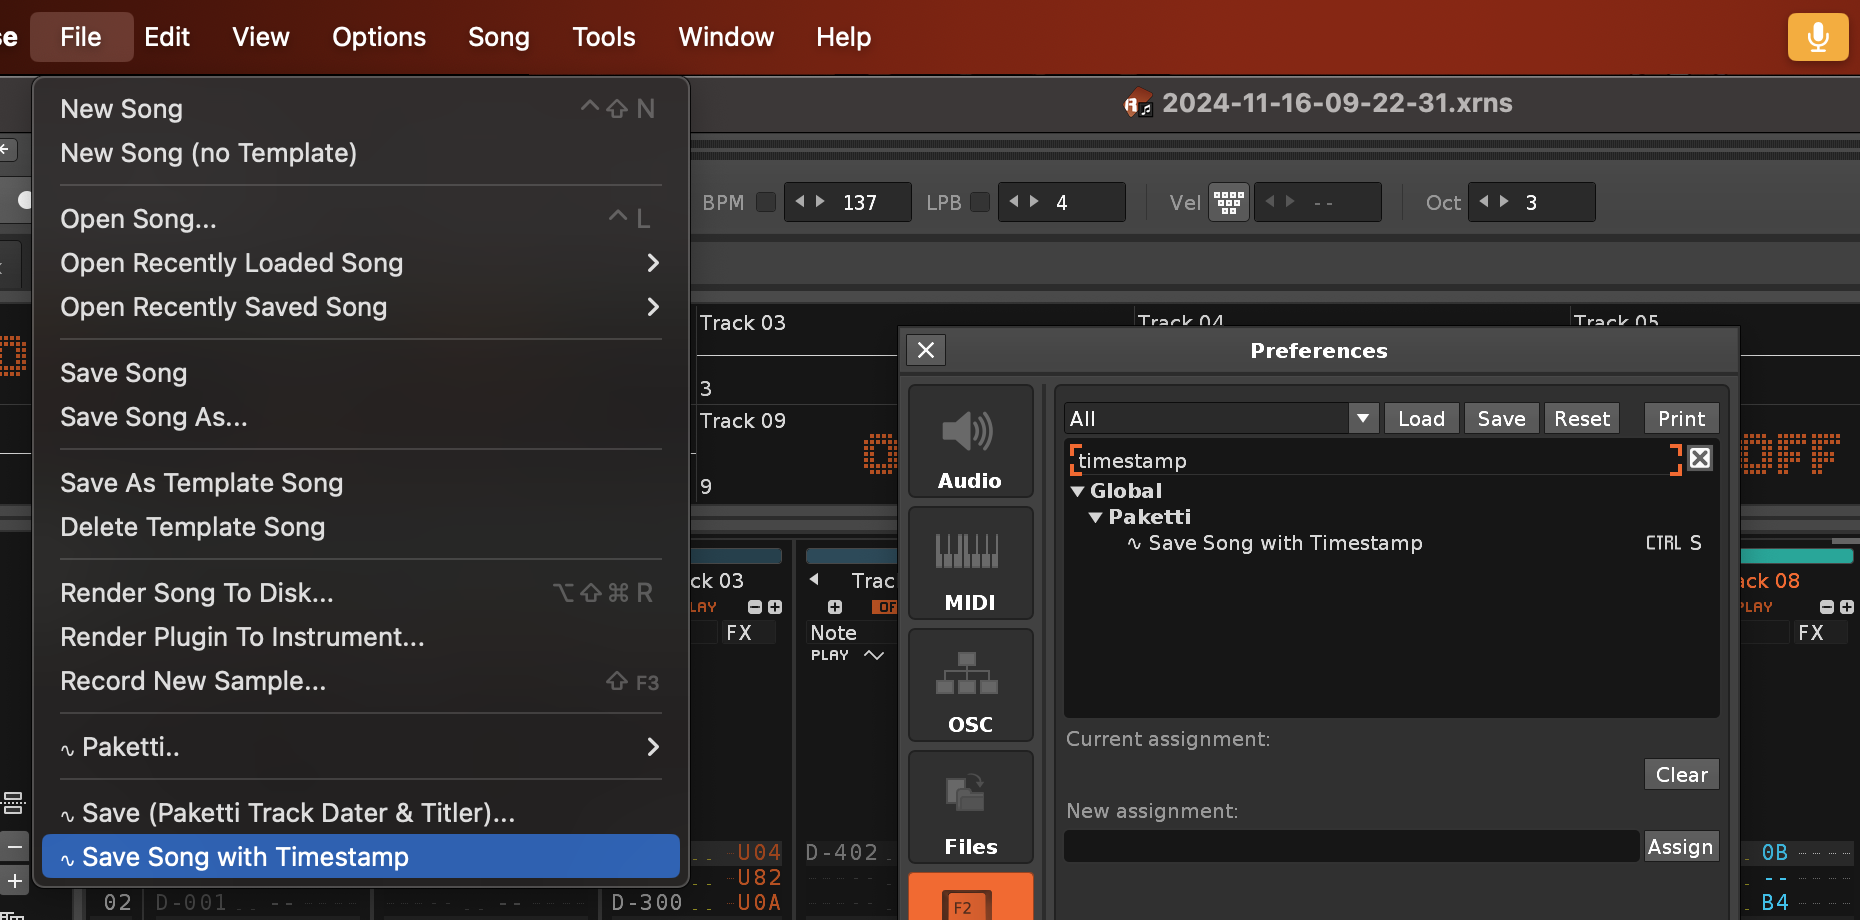 se File Edit View Options Song Tools Window Help
2024-11-16-09-22-31.xrns
New Song ^⇧ N
New Song (no Template)
Open Song... ^ L
Open Recently Loaded Song
Open Recently Saved Song
Save Song
Save Song As...
Save As Template Song
Delete Template Song
Render Song To Disk... ⌥⇧⌘ R
Render Plugin To Instrument...
Record New Sample... ⇧ F3
Paketti..
Save (Paketti Track Dater & Titler)...
Save Song with Timestamp
BPM 137 LPB 4 Vel -- Oct 3
Track 03 Track 04 Track 05
3
Track 09
9
OFF
ck 03 Trac
LAY OF
FX Note
PLAY
Preferences
Audio
MIDI
OSC
Files
F2
All Load Save Reset Print
timestamp
Global
Paketti
Save Song with Timestamp CTRL S
Current assignment:
Clear
New assignment:
Assign
ack 08
PLAY
FX
U04 D-402
U82
02 D-001 -- -- D-300 U0A
0B
--
B4